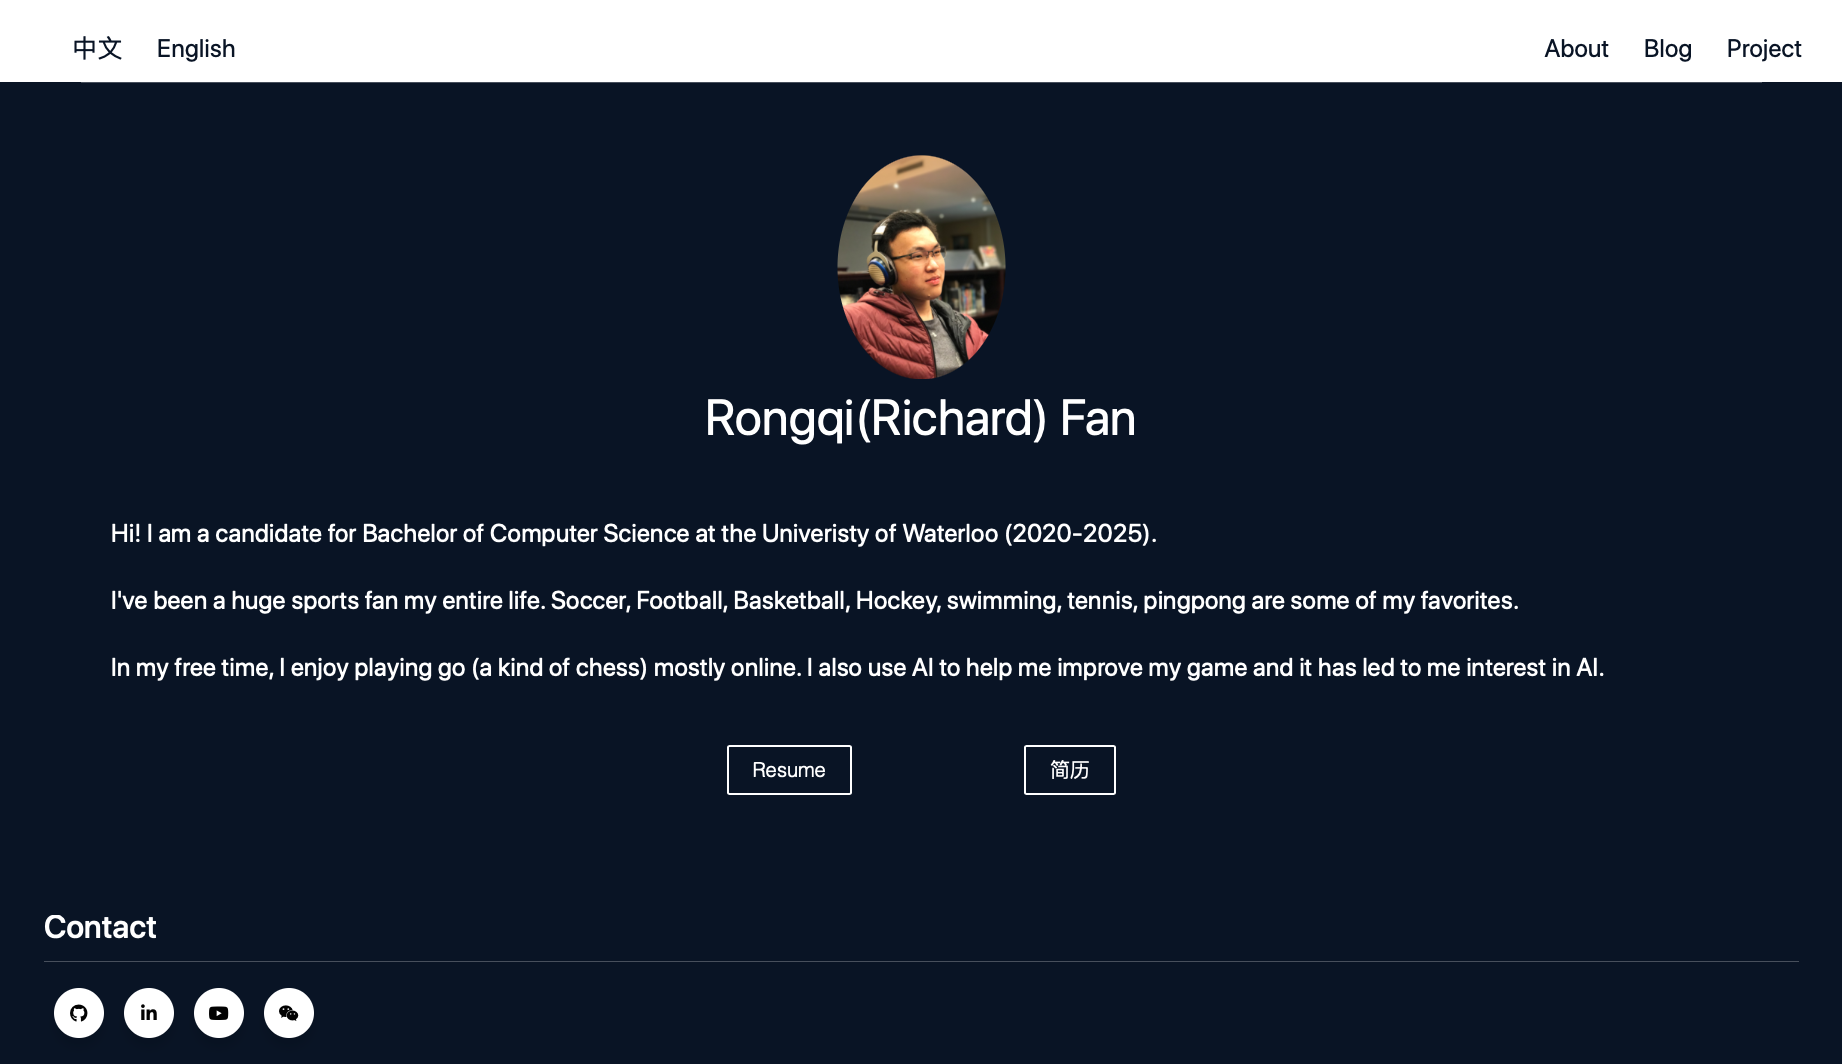 中文 English About Blog Project
Rongqi(Richard) Fan
Hi! I am a candidate for Bachelor of Computer Science at the Univeristy of Waterloo (2020-2025).
I've been a huge sports fan my entire life. Soccer, Football, Basketball, Hockey, swimming, tennis, pingpong are some of my favorites.
In my free time, I enjoy playing go (a kind of chess) mostly online. I also use AI to help me improve my game and it has led to me interest in AI.
Resume 简历
Contact
in